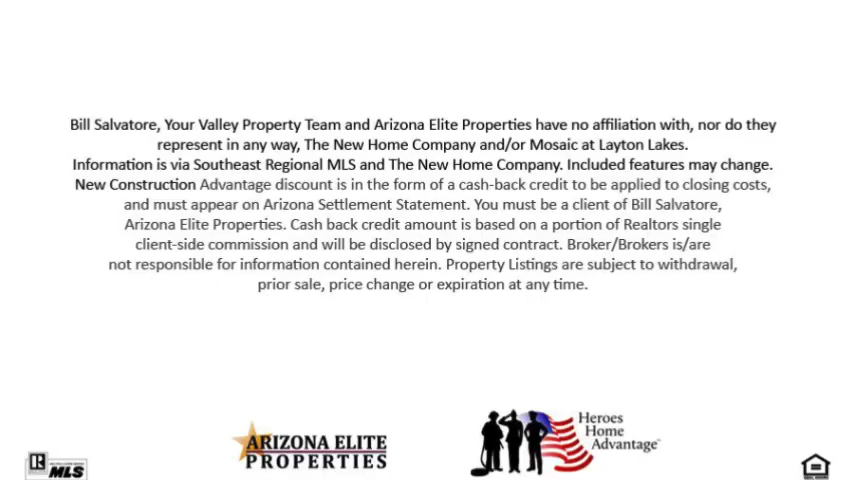 Bill Salvatore, Your Valley Property Team and Arizona Elite Properties have no affiliation with, nor do they
represent in any way, The New Home Company and/or Mosaic at Layton Lakes.
Information is via Southeast Regional MLS and The New Home Company. Included features may change.
New Construction Advantage discount is in the form of a cash-back credit to be applied to closing costs,
and must appear on Arizona Settlement Statement. You must be a client of Bill Salvatore,
Arizona Elite Properties. Cash back credit amount is based on a portion of Realtors single
client-side commission and will be disclosed by signed contract. Broker/Brokers is/are
not responsible for information contained herein. Property Listings are subject to withdrawal,
prior sale, price change or expiration at any time.
ARIZONA ELITE
PROPERTIES
Heroes
Home
Advantage
R
MLS